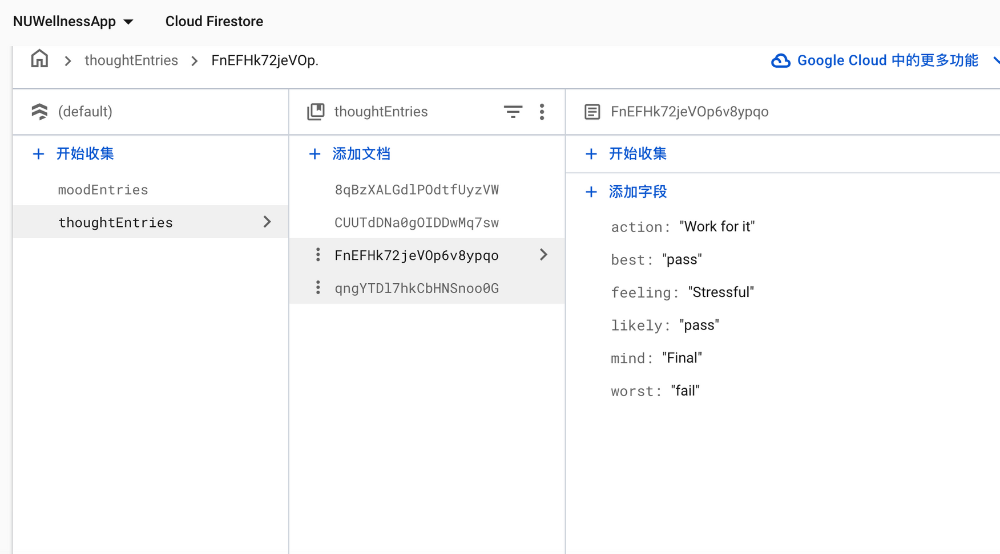 NUWellnessApp
Cloud Firestore
thoughtEntries
FnEFHk72jeVOp.
Google Cloud 中的更多功能
(default)
开始收集
moodEntries
thoughtEntries
thoughtEntries
添加文档
8qBzXALGdlPOdtfUyzVW
CUUTdDNa0gOIDDwMq7sw
FnEFHk72jeVOp6v8ypqo
qngYTDl7hkCbHNSnoo0G
FnEFHk72jeVOp6v8ypqo
开始收集
添加字段
action: "Work for it"
best: "pass"
feeling: "Stressful"
likely: "pass"
mind: "Final"
worst: "fail"